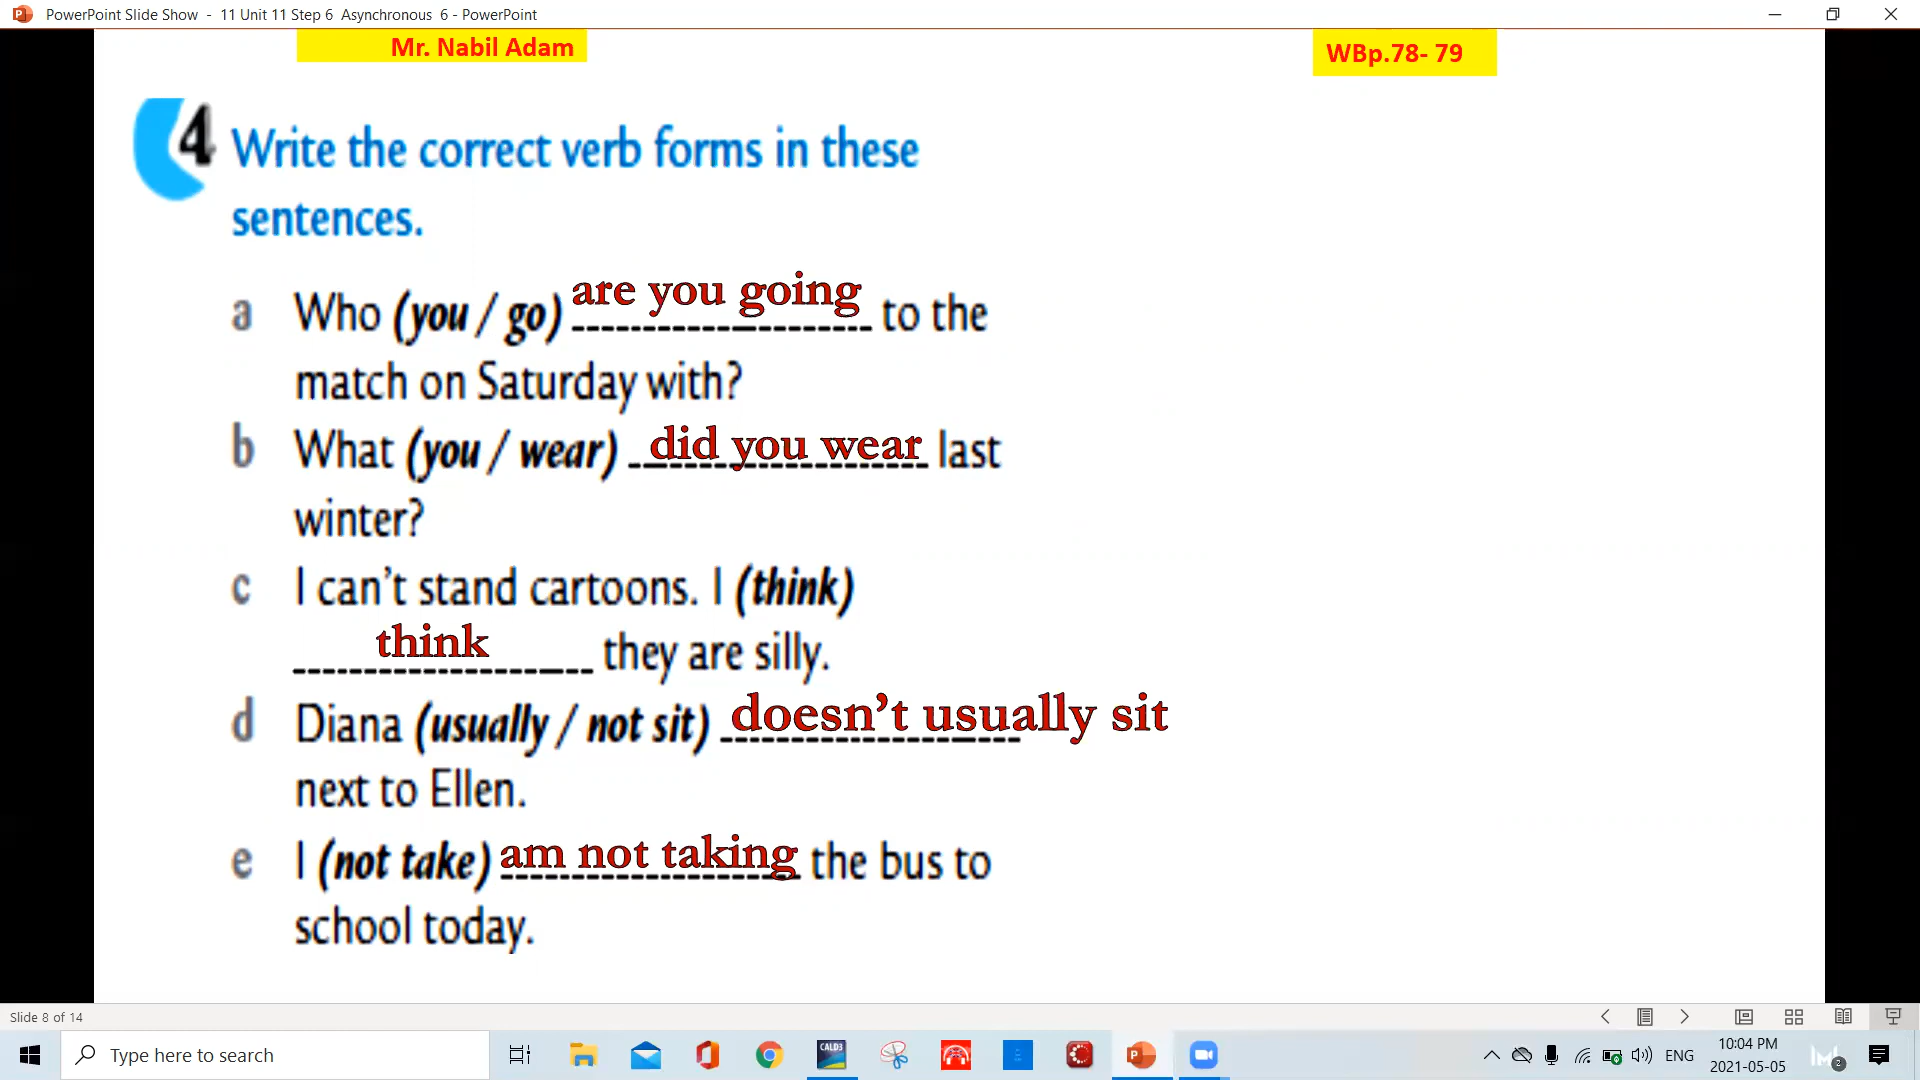 PowerPoint Slide Show - 11 Unit 11 Step 6 Asynchronous 6 - PowerPoint
Mr. Nabil Adam
WBp.78- 79
4 Write the correct verb forms in these
sentences.
a Who (you / go) are you going to the
match on Saturday with?
b What (you / wear) did you wear last
winter?
c I can't stand cartoons. I (think)
think they are silly.
d Diana (usually / not sit) doesn't usually sit
next to Ellen.
e I (not take) am not taking the bus to
school today.
Slide 8 of 14
Type here to search
CALD3
ENG
10:04 PM
2021-05-05
2